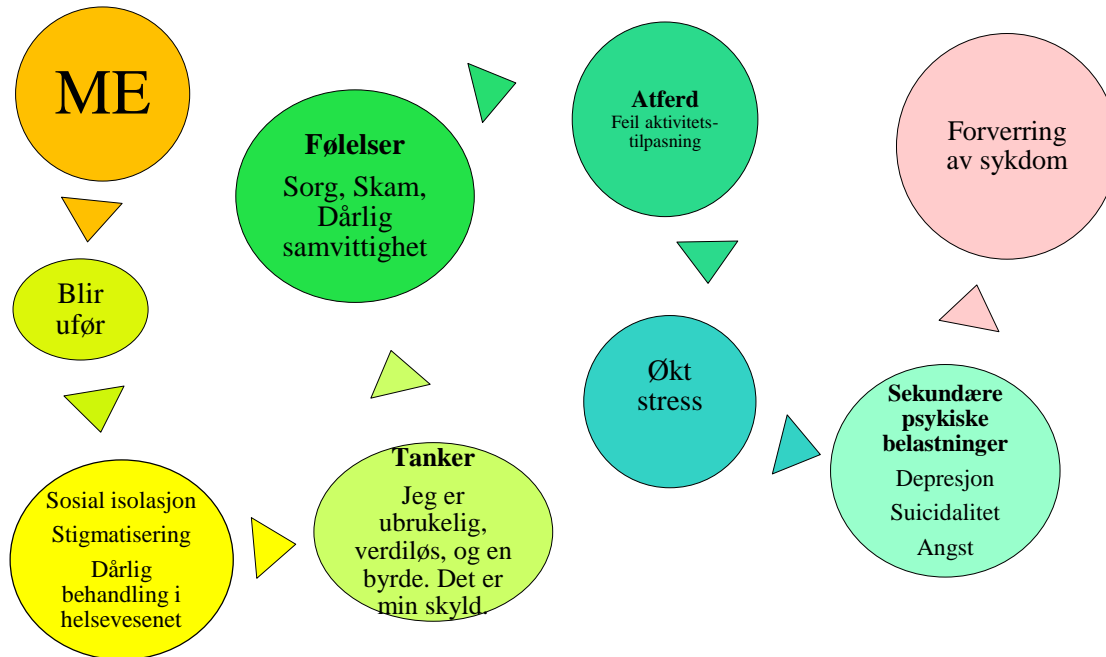 ME
Blir
ufør
Sosial isolasjon
Stigmatisering
Dårlig
behandling i
helsevesenet
Tanker
Jeg er
ubrukelig,
verdiløs, og en
byrde. Det er
min skyld.
Følelser
Sorg, Skam,
Dårlig
samvittighet
Atferd
Feil aktivitets-
tilpasning
Økt
stress
Sekundære
psykiske
belastninger
Depresjon
Suicidalitet
Angst
Forverring
av sykdom